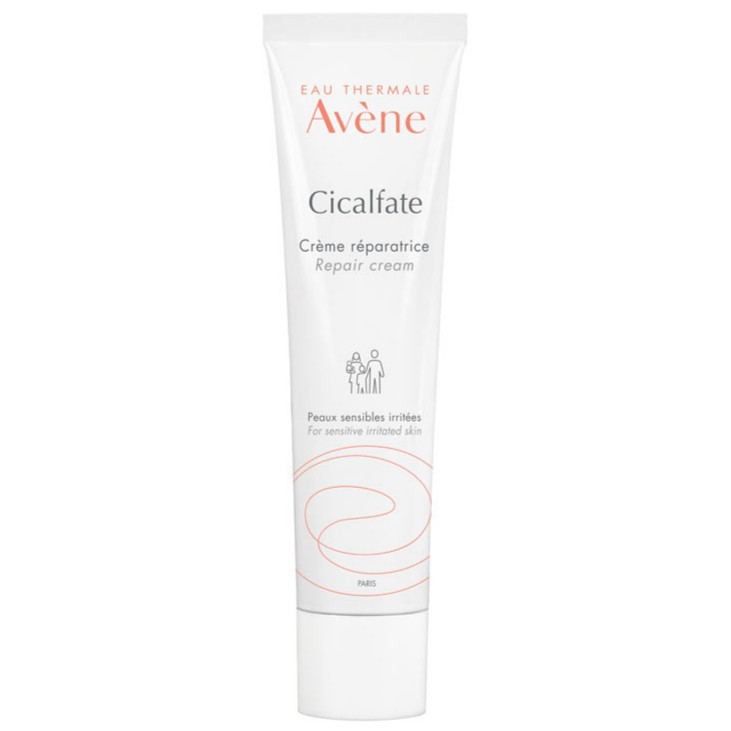 EAU THERMALE
Avène
Cicalfate
Crème réparatrice
Repair cream
Peaux sensibles irritées
For sensitive irritated skin
PARIS